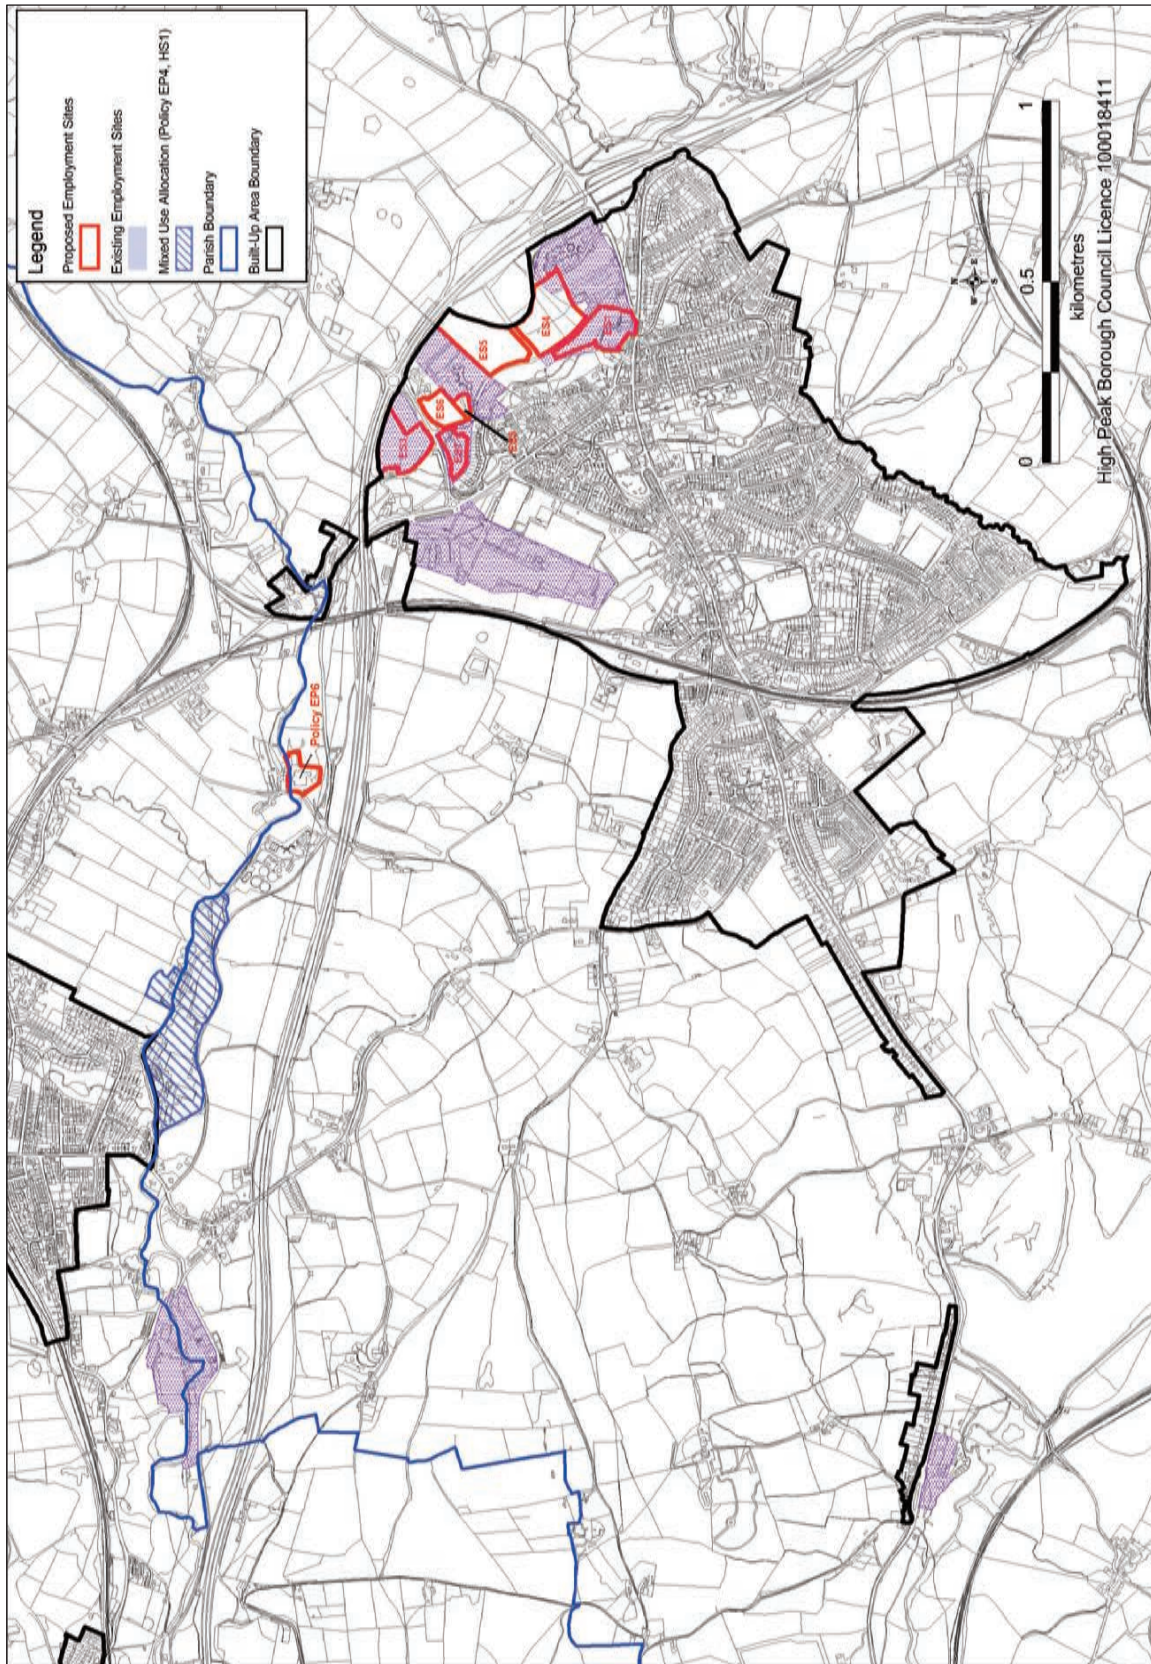 Legend
Proposed Employment Sites
Existing Employment Sites
Mixed Use Allocation (Policy EP4, HS1)
Parish Boundary
Built-Up Area Boundary
Policy EP6
ES6
ES5
ES4
N
W
E
S
0
0.5
1
kilometres
High Peak Borough Council Licence 100018411